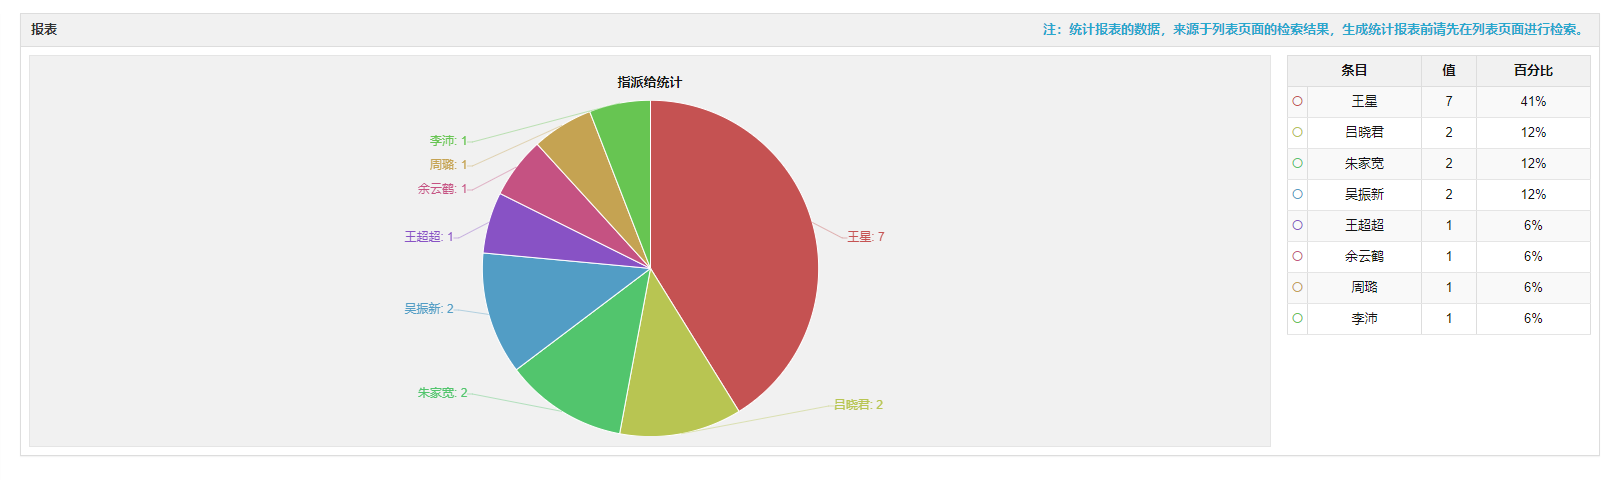 报表
注：统计报表的数据，来源于列表页面的检索结果，生成统计报表前请先在列表页面进行检索。
指派给统计
李沛: 1
周璐: 1
余云鹤: 1
王超超: 1
王星: 7
吴振新: 2
朱家宽: 2
吕晓君: 2
条目 值 百分比
王星 7 41%
吕晓君 2 12%
朱家宽 2 12%
吴振新 2 12%
王超超 1 6%
余云鹤 1 6%
周璐 1 6%
李沛 1 6%